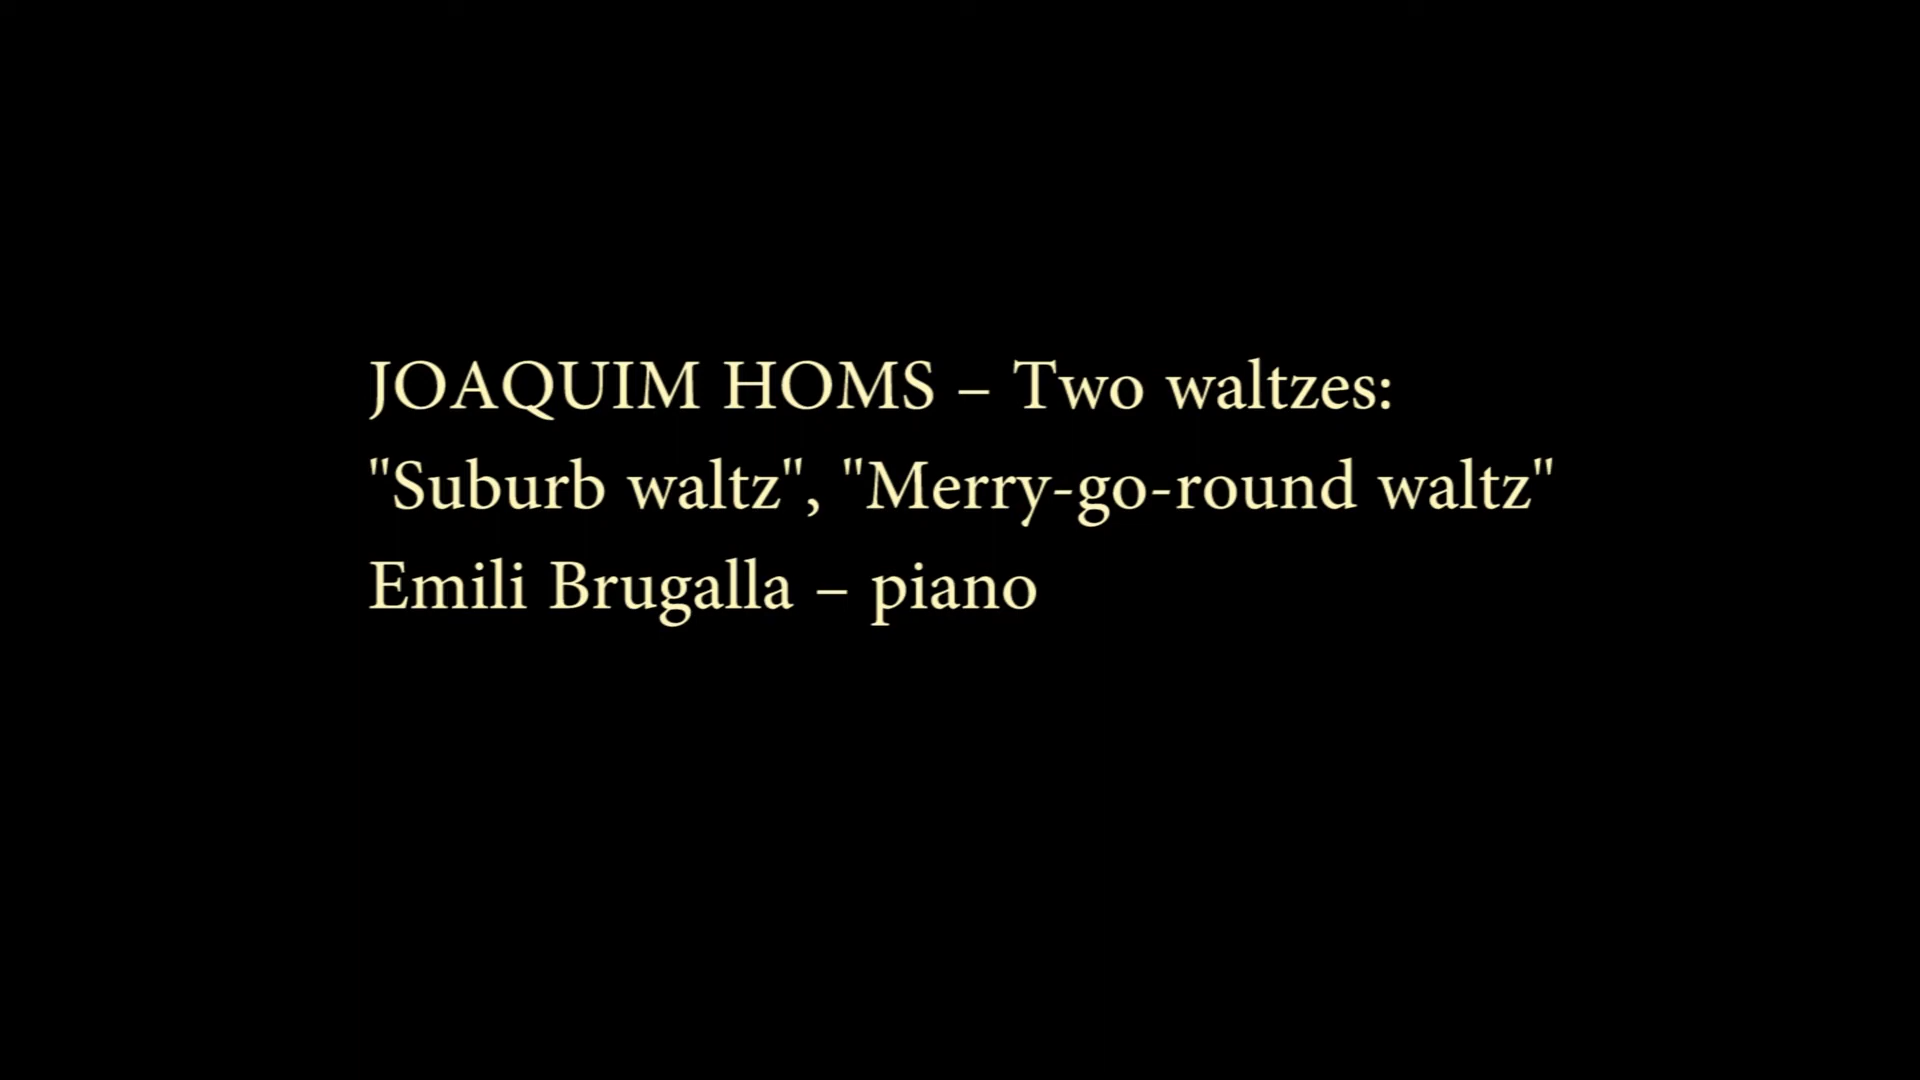 JOAQUIM HOMS – Two waltzes:
"Suburb waltz", "Merry-go-round waltz"
Emili Brugalla – piano